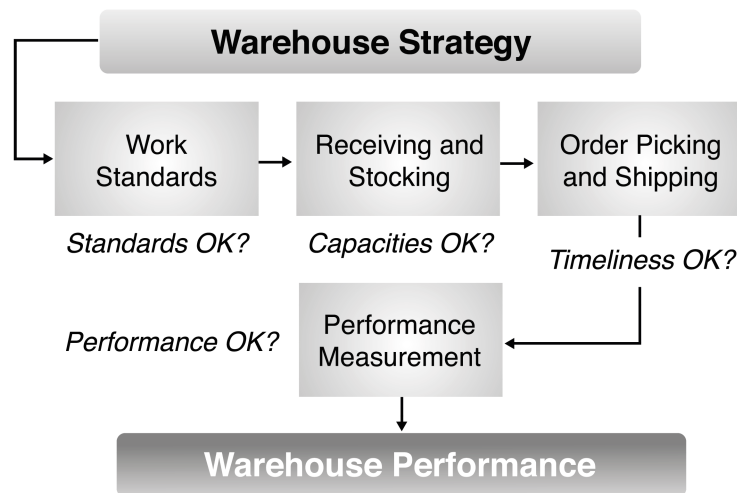 Warehouse Strategy
Work
Standards
Receiving and
Stocking
Order Picking
and Shipping
Standards OK?
Capacities OK?
Timeliness OK?
Performance OK?
Performance
Measurement
Warehouse Performance